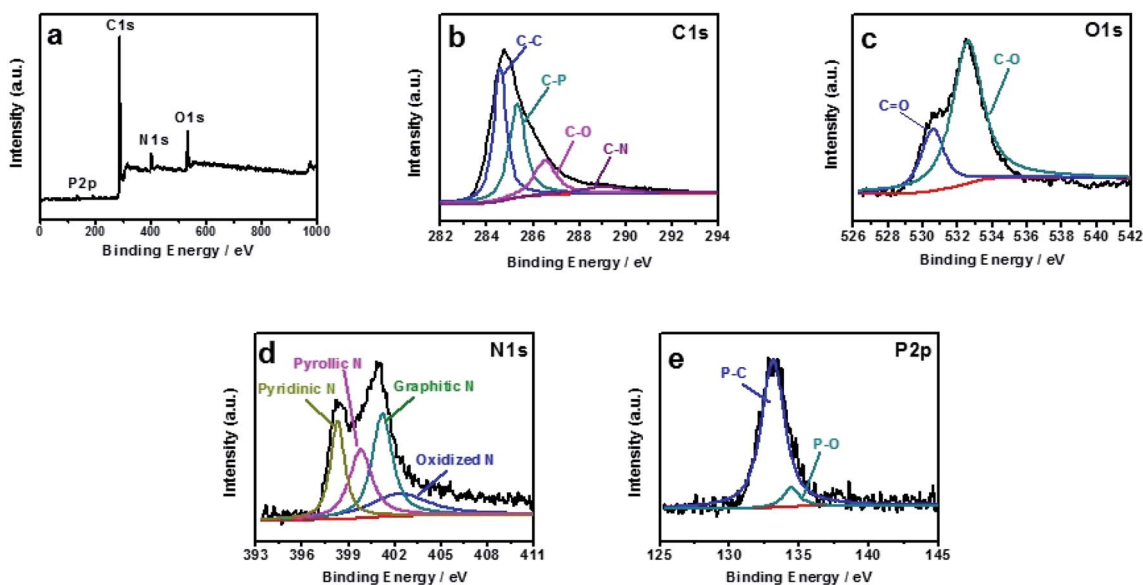 a
C1s
N1s
O1s
P2p
Intensity (a.u.)
0 200 400 600 800 1000
Binding Energy / eV
b
C1s
C-C
C-P
C-O
C-N
Intensity (a.u.)
282 284 286 288 290 292 294
Binding Energy / eV
c
O1s
C-O
C=O
Intensity (a.u.)
526 528 530 532 534 536 538 540 542
Binding Energy / eV
d
N1s
Pyrollic N
Pyridinic N
Graphitic N
Oxidized N
Intensity (a.u.)
393 396 399 402 405 408 411
Binding Energy / eV
e
P2p
P-C
P-O
Intensity (a.u.)
125 130 135 140 145
Binding Energy / eV